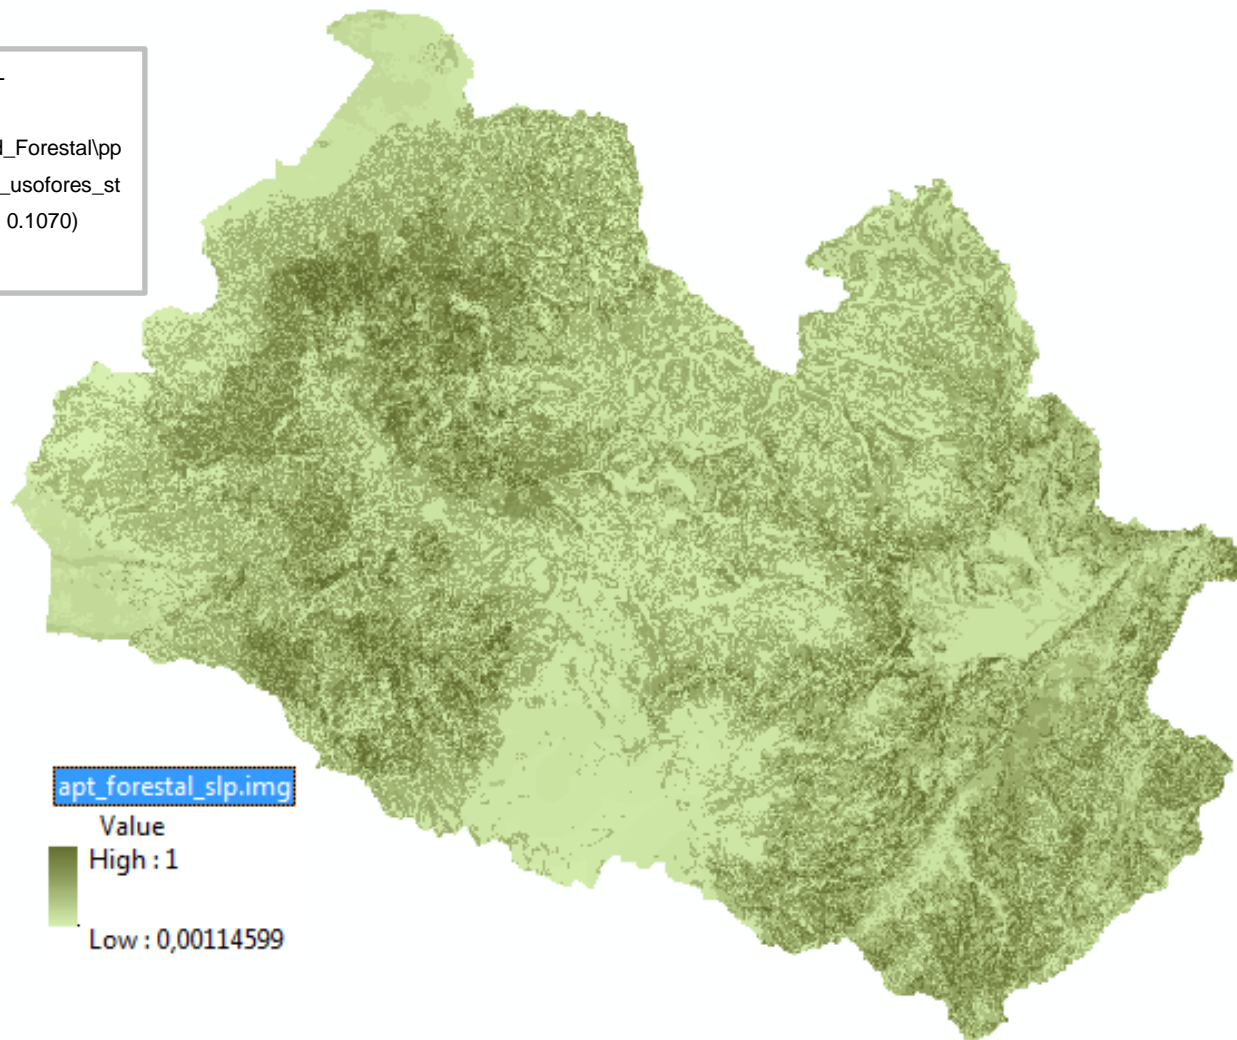 _Forestal\pp
_usofores_st
0.1070)
apt_forestal_slp.img
Value
High : 1
Low : 0,00114599